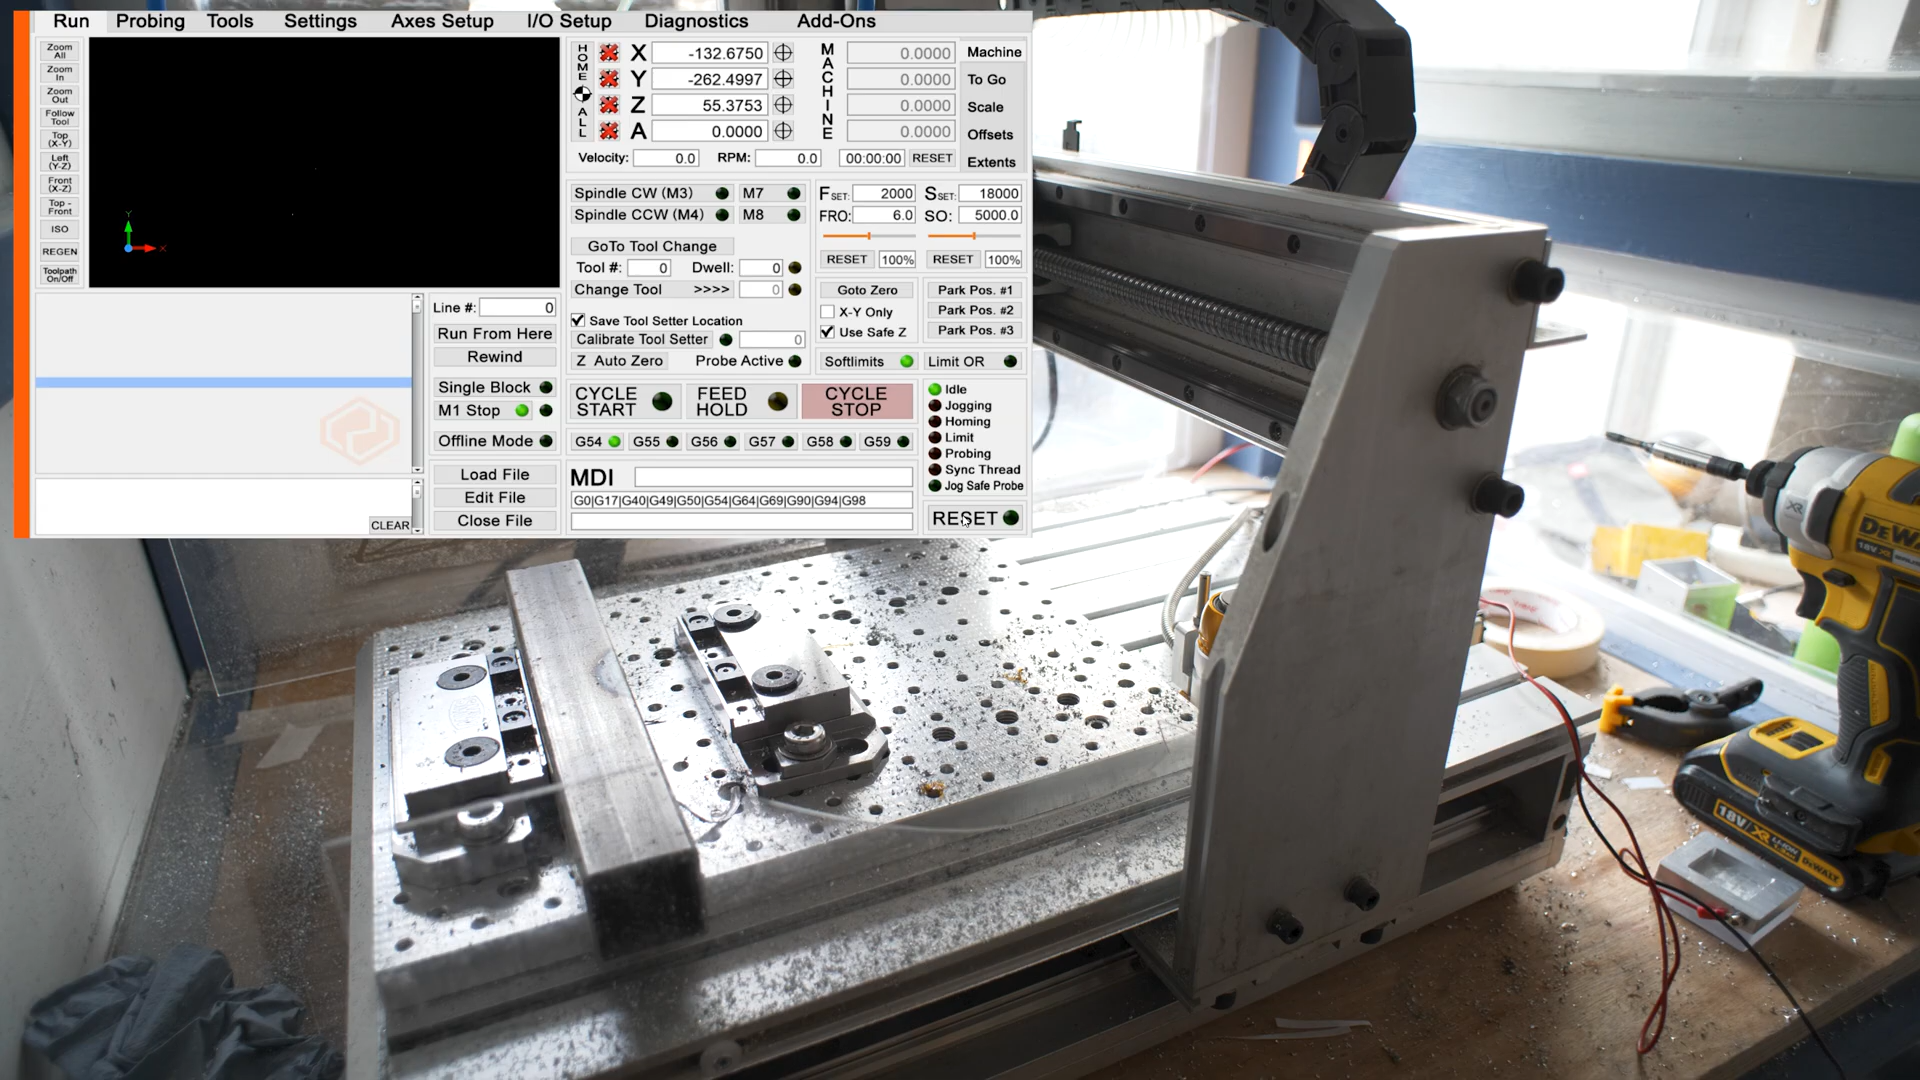 Run Probing Tools Settings Axes Setup I/O Setup Diagnostics Add-Ons
Zoom All
Zoom In
Zoom Out
Follow Tool
Top (X-Y)
Left (Y-Z)
Front (X-Z)
Top - Front
ISO
REGEN
Toolpath On/Off
Y
X
HOME ALL
X -132.6750
Y -262.4997
Z 55.3753
A 0.0000
MACHINE
0.0000
0.0000
0.0000
0.0000
Machine
To Go
Scale
Offsets
Extents
Velocity: 0.0 RPM: 0.0 00:00:00 RESET
Spindle CW (M3) M7
Spindle CCW (M4) M8
GoTo Tool Change
Tool #: 0 Dwell: 0
Change Tool >>>> 0
Save Tool Setter Location
Calibrate Tool Setter 0
Z Auto Zero Probe Active
FSET: 2000 SSET: 18000
FRO: 6.0 SO: 5000.0
RESET 100% RESET 100%
Goto Zero
X-Y Only
Use Safe Z
Park Pos. #1
Park Pos. #2
Park Pos. #3
Softlimits Limit OR
Line #: 0
Run From Here
Rewind
Single Block
M1 Stop
Offline Mode
Load File
Edit File
Close File
CLEAR
CYCLE START
FEED HOLD
CYCLE STOP
G54 G55 G56 G57 G58 G59
MDI
G0|G17|G40|G49|G50|G54|G64|G69|G90|G94|G98
Idle
Jogging
Homing
Limit
Probing
Sync Thread
Jog Safe Probe
RESET
XR
DEWA
18V XR
18V XR LI-ION
DEWALT